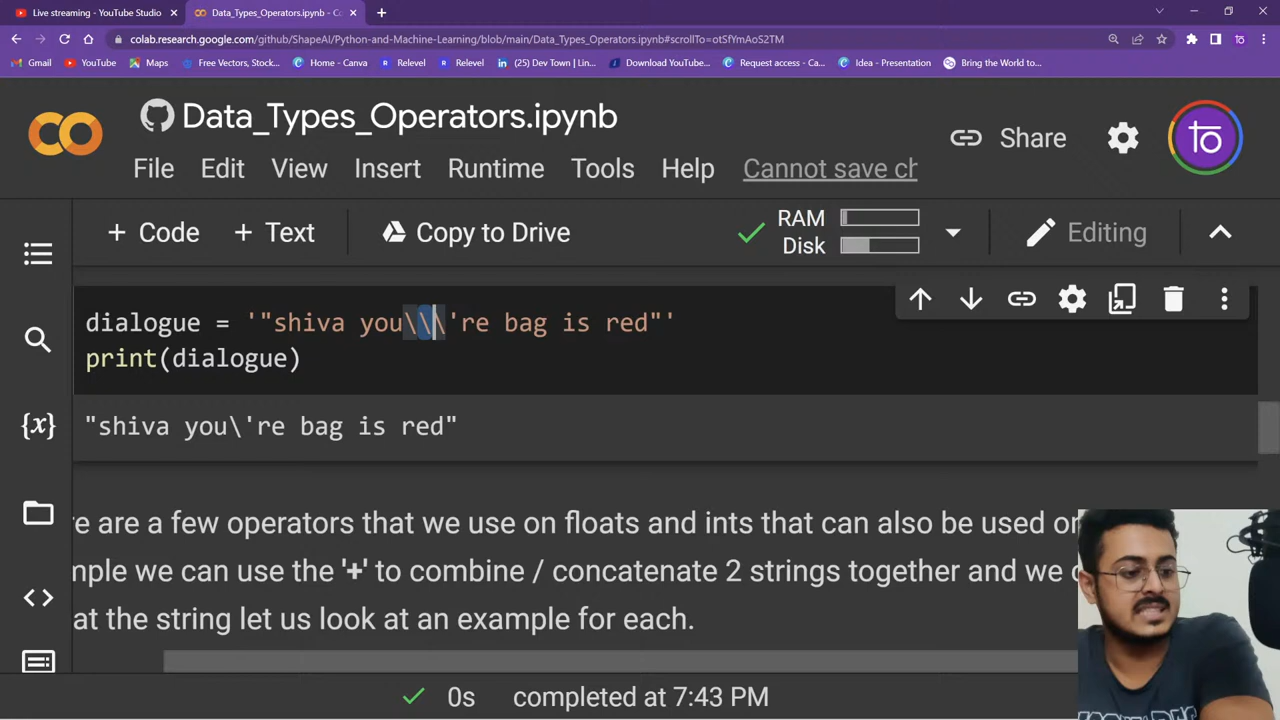 Live streaming - YouTube Studio
Data_Types_Operators.ipynb - Co
colab.research.google.com/github/ShapeAI/Python-and-Machine-Learning/blob/main/Data_Types_Operators.ipynb#scrollTo=otSfYmAoS2TM
Gmail YouTube Maps Free Vectors, Stock... Home - Canva Relevel Relevel (25) Dev Town | Lin... Download YouTube... Request access - Ca... Idea - Presentation Bring the World to...
Data_Types_Operators.ipynb
Share
to
File Edit View Insert Runtime Tools Help Cannot save ch
+ Code + Text Copy to Drive
RAM
Disk
Editing
dialogue = '"shiva you\\\'re bag is red"'
print(dialogue)
"shiva you\'re bag is red"
{x}
re are a few operators that we use on floats and ints that can also be used on
mple we can use the '+' to combine / concatenate 2 strings together and we c
at the string let us look at an example for each.
0s completed at 7:43 PM